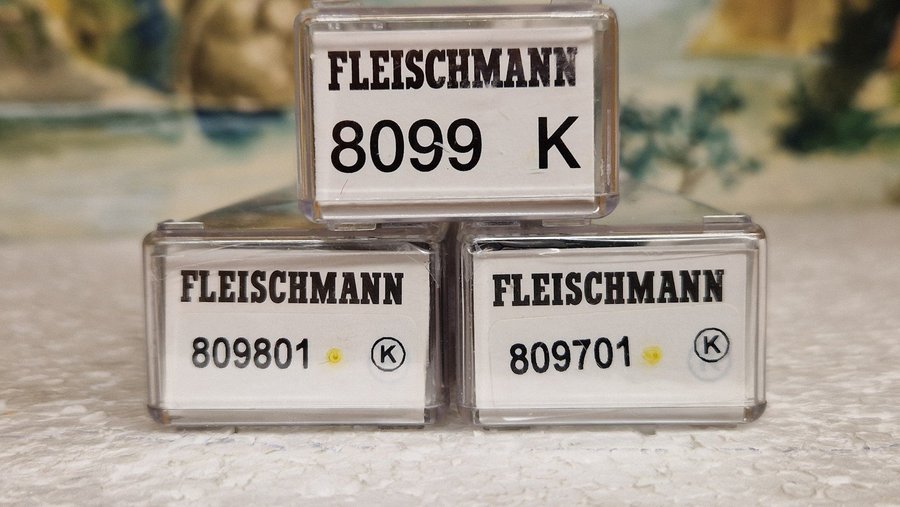 FLEISCHMANN
8099 K
FLEISCHMANN
809801 K
FLEISCHMANN
809701 K